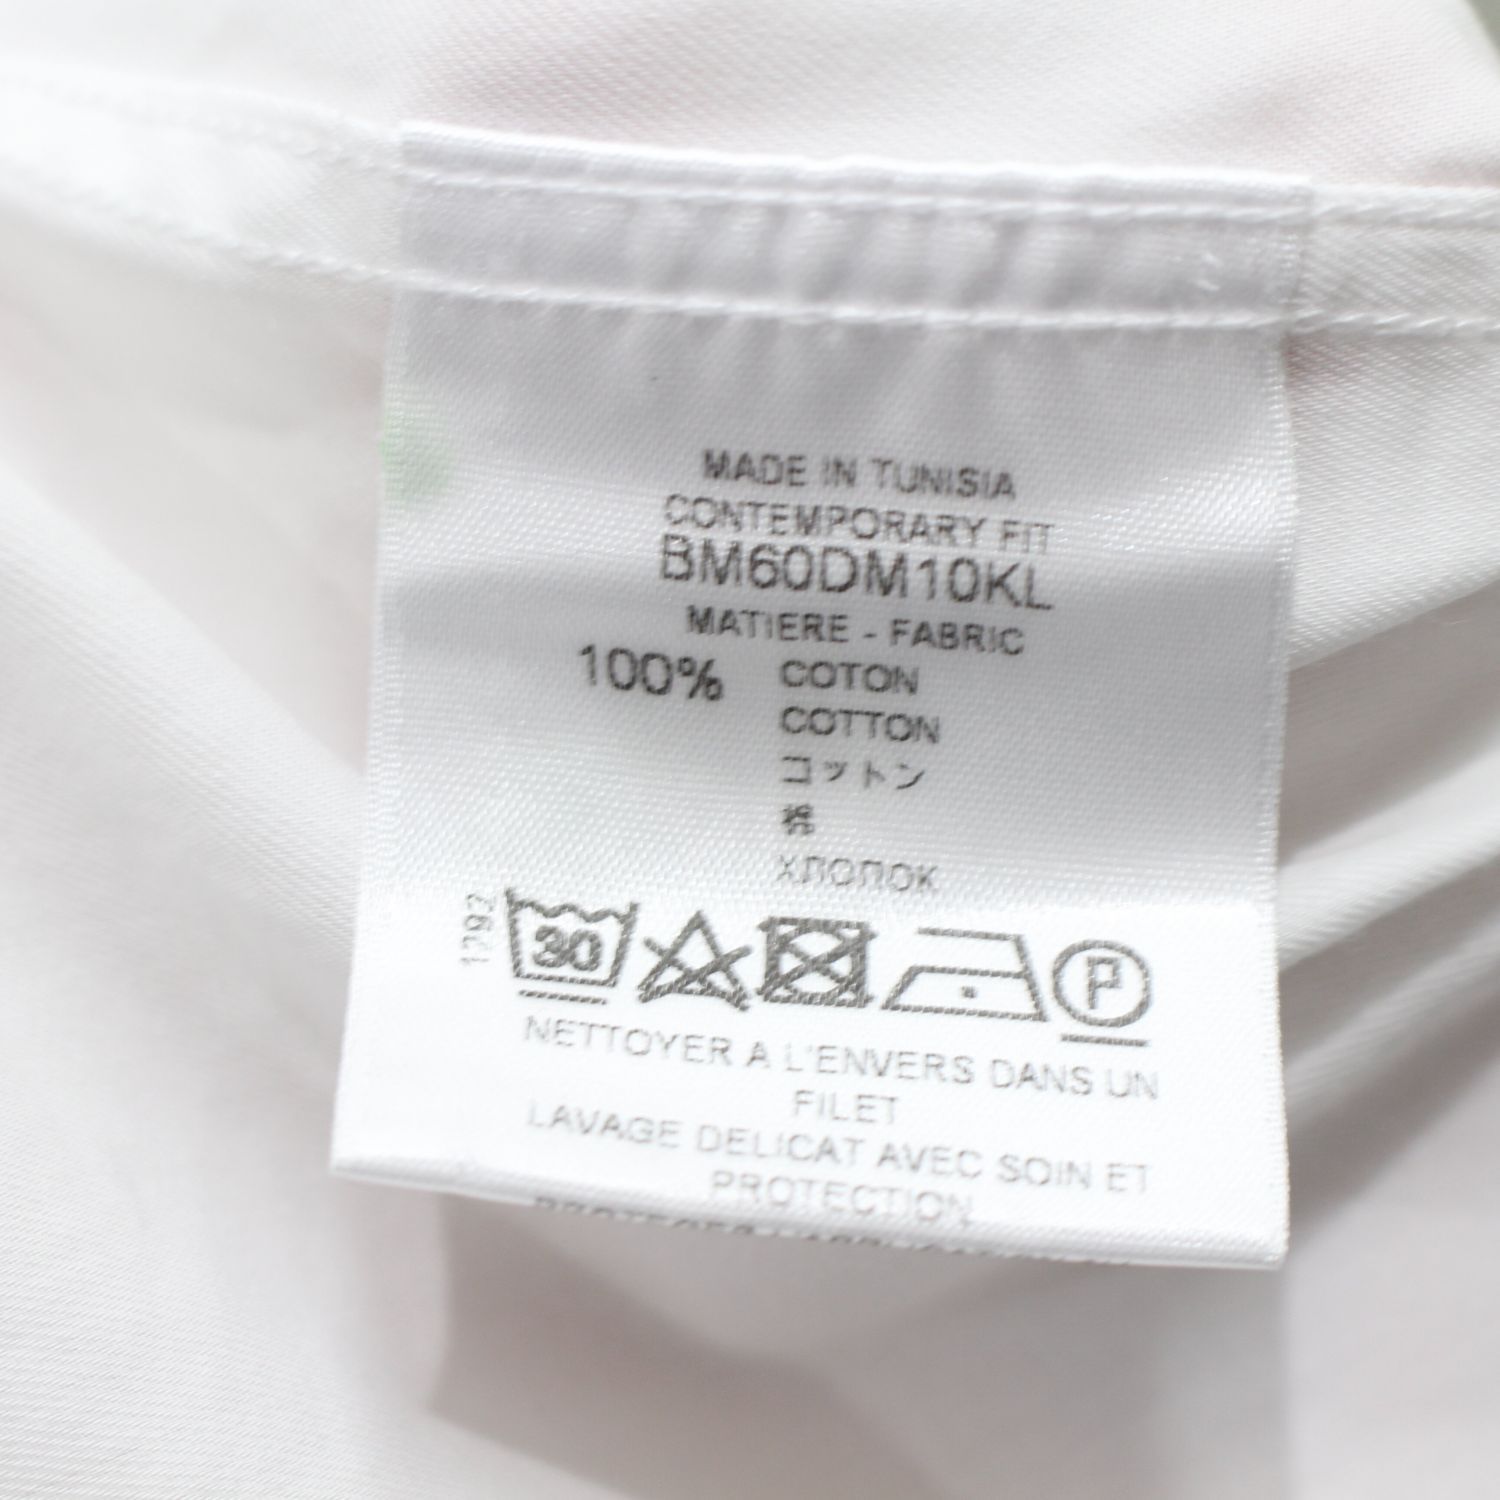 MADE IN TUNISIA
CONTEMPORARY FIT
BM60DM10KL
MATIERE - FABRIC
100% COTON
COTTON
コットン
棉
ХЛОПОК
1292
30 P
NETTOYER A L'ENVERS DANS UN
FILET
LAVAGE DELICAT AVEC SOIN ET
PROTECTION